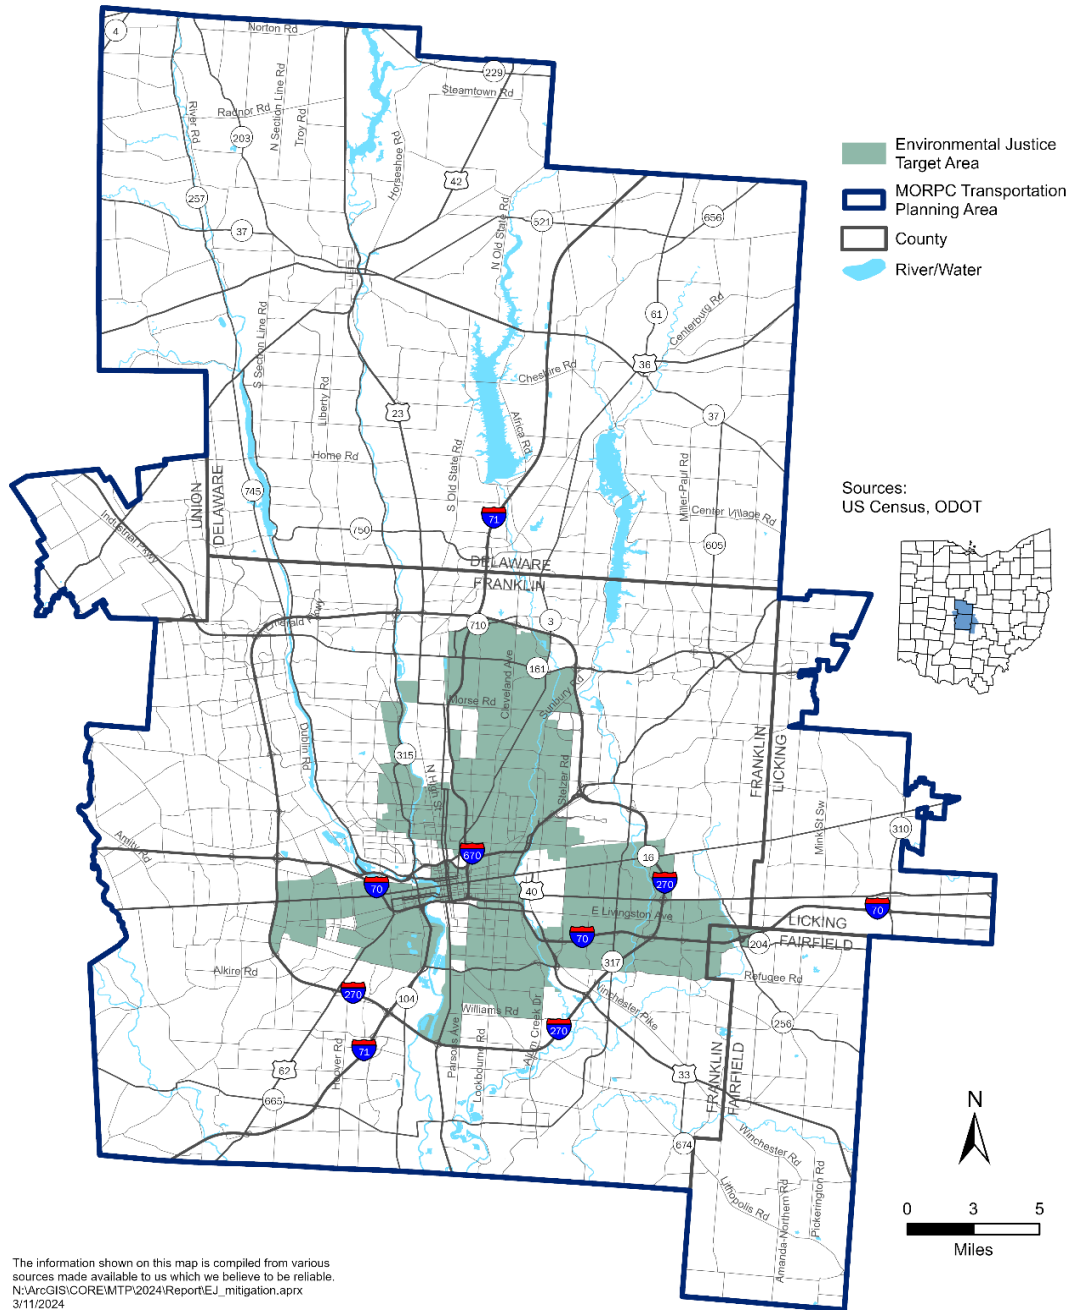 4
Norton Rd
229
Steamtown Rd
N Section Line Rd
Troy Rd
River Rd
Radnor Rd
203
Horseshoe Rd
42
257
37
N Old State Rd
521
656
Environmental Justice
Target Area
MORPC Transportation
Planning Area
County
River/Water
61
Centerburg Rd
S Section Line Rd
36
Cheshire Rd
Liberty Rd
23
Africa Rd
37
Home Rd
S Old State Rd
Miller-Paul Rd
745
UNION
DELAWARE
Industrial Pkwy
71
Center Village Rd
750
605
Sources:
US Census, ODOT
DELAWARE
FRANKLIN
Emerald Pkwy
710
3
161
Cleveland Ave
Sunbury Rd
Morse Rd
Dublin Rd
315
N High St
Stelzer Rd
FRANKLIN
LICKING
Mink St Sw
310
Amity Rd
670
16
70
40
270
E Livingston Ave
70
70
LICKING
FAIRFIELD
204
317
Refugee Rd
Alkire Rd
270
104
Winchester Pike
Williams Rd
256
270
Alum Creek Dr
Parsons Ave
Lockbourne Rd
71
Hoover Rd
62
33
FRANKLIN
FAIRFIELD
665
674
Winchester Rd
Lithopolis Rd
Pickerington Rd
Amanda-Northern Rd
N
0 3 5
Miles
The information shown on this map is compiled from various
sources made available to us which we believe to be reliable.
N:\ArcGIS\CORE\MTP\2024\Report\EJ_mitigation.aprx
3/11/2024